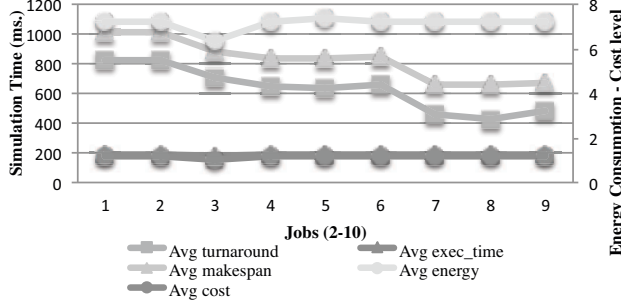 1200
1000
800
600
400
200
0
Simulation Time (ms.)
8
6
4
2
0
Energy Consumption - Cost level
1 2 3 4 5 6 7 8 9
Jobs (2-10)
Avg turnaround
Avg exec_time
Avg makespan
Avg energy
Avg cost